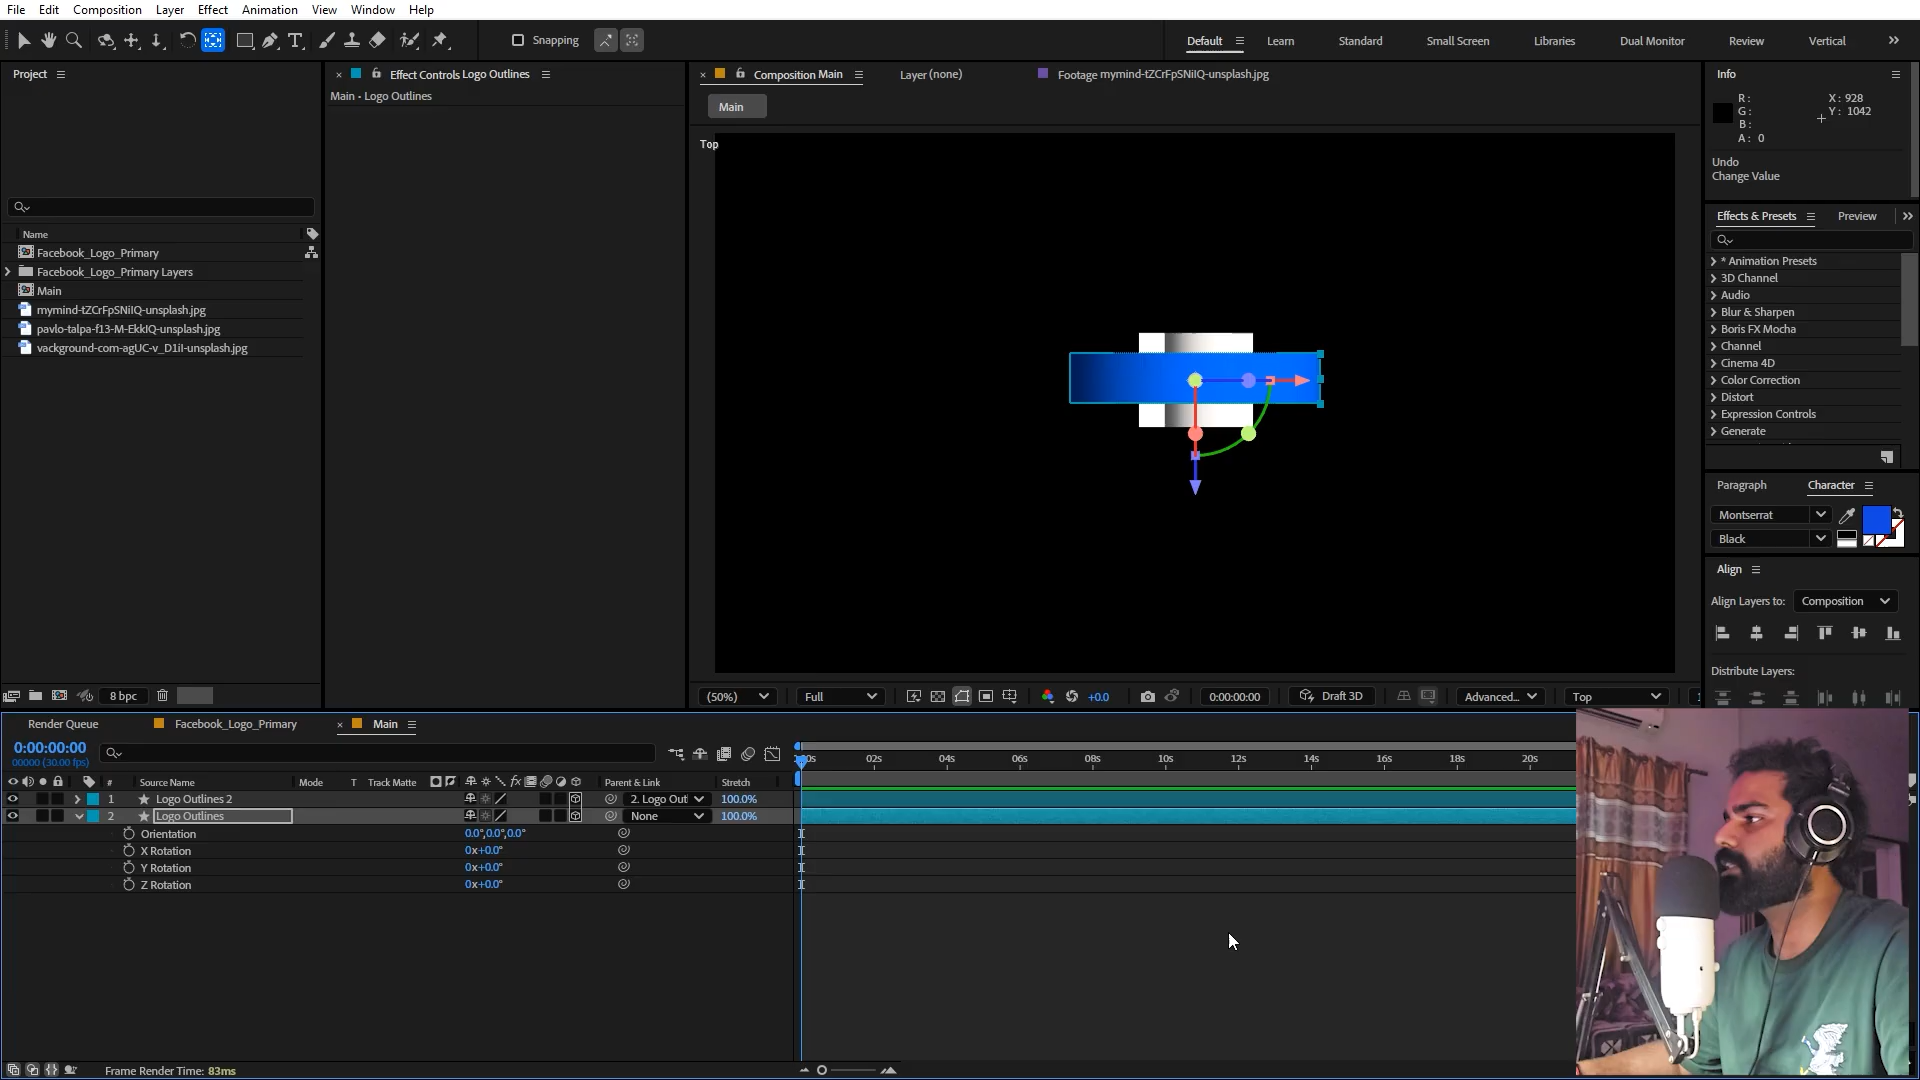 File Edit Composition Layer Effect Animation View Window Help
Snapping
Default Learn Standard Small Screen Libraries Dual Monitor Review Vertical
Project
Name
Facebook_Logo_Primary
Facebook_Logo_Primary Layers
Main
mymind-tZCrFpSNiIQ-unsplash.jpg
pavlo-talpa-f13-M-EkkIQ-unsplash.jpg
vackground-com-agUC-v_D1iI-unsplash.jpg
8 bpc
Effect Controls Logo Outlines
Main • Logo Outlines
Composition Main Layer (none) Footage mymind-tZCrFpSNiIQ-unsplash.jpg
Main
Top
(50%) Full +0.0 0:00:00:00 Draft 3D Advanced... Top 1
Info
R: X: 928
G: Y: 1042
B:
A: 0
Undo
Change Value
Effects & Presets Preview
* Animation Presets
3D Channel
Audio
Blur & Sharpen
Boris FX Mocha
Channel
Cinema 4D
Color Correction
Distort
Expression Controls
Generate
Paragraph Character
Montserrat
Black
Align
Align Layers to: Composition
Distribute Layers:
Render Queue Facebook_Logo_Primary Main
0:00:00:00
00000 (30.00 fps)
# Source Name Mode T Track Matte fx Parent & Link Stretch
02s 04s 06s 08s 10s 12s 14s 16s 18s 20s
1 Logo Outlines 2 2. Logo Out 100.0%
2 Logo Outlines None 100.0%
Orientation 0.0°,0.0°,0.0°
X Rotation 0x+0.0°
Y Rotation 0x+0.0°
Z Rotation 0x+0.0°
Frame Render Time: 83ms